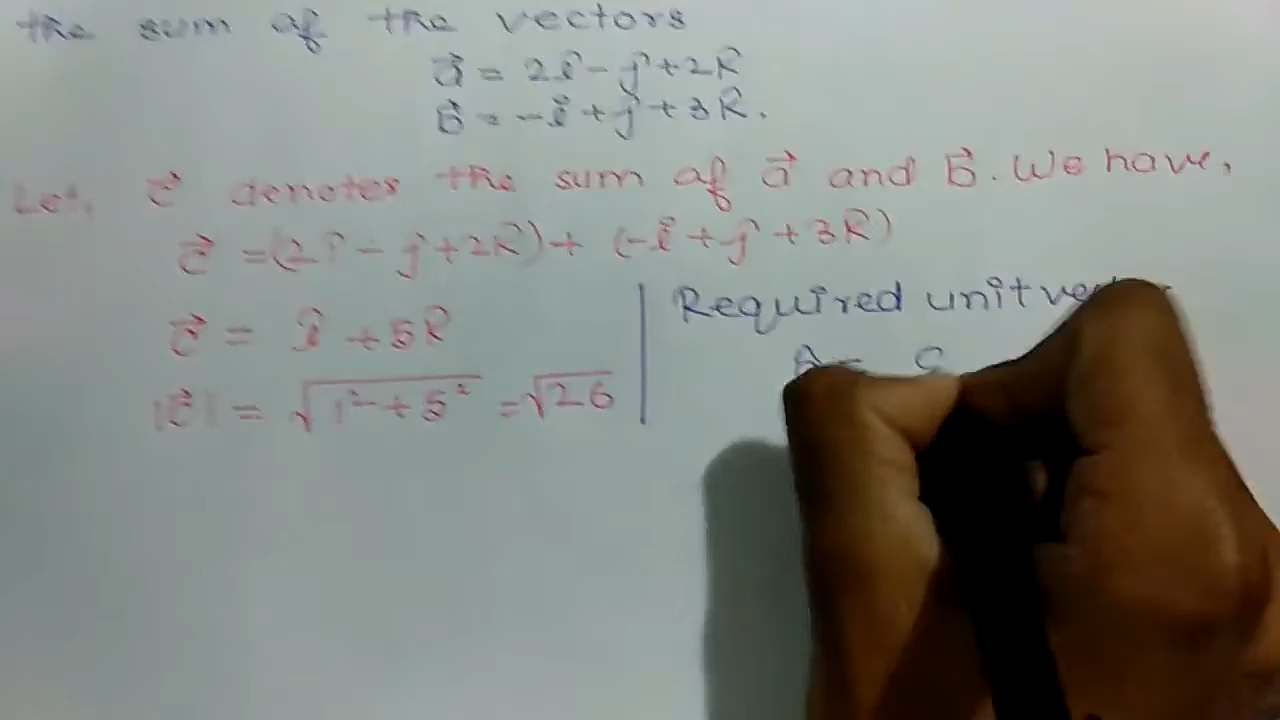 the sum of the vectors
a⃗ = 2î - ĵ + 2k̂
b⃗ = -î + ĵ + 3k̂.
Let, c⃗ denotes the sum of a⃗ and b⃗. We have,
c⃗ = (2î - ĵ + 2k̂) + (-î + ĵ + 3k̂)
c⃗ = î + 5k̂
|c⃗| = √1² + 5² = √26
Required unit